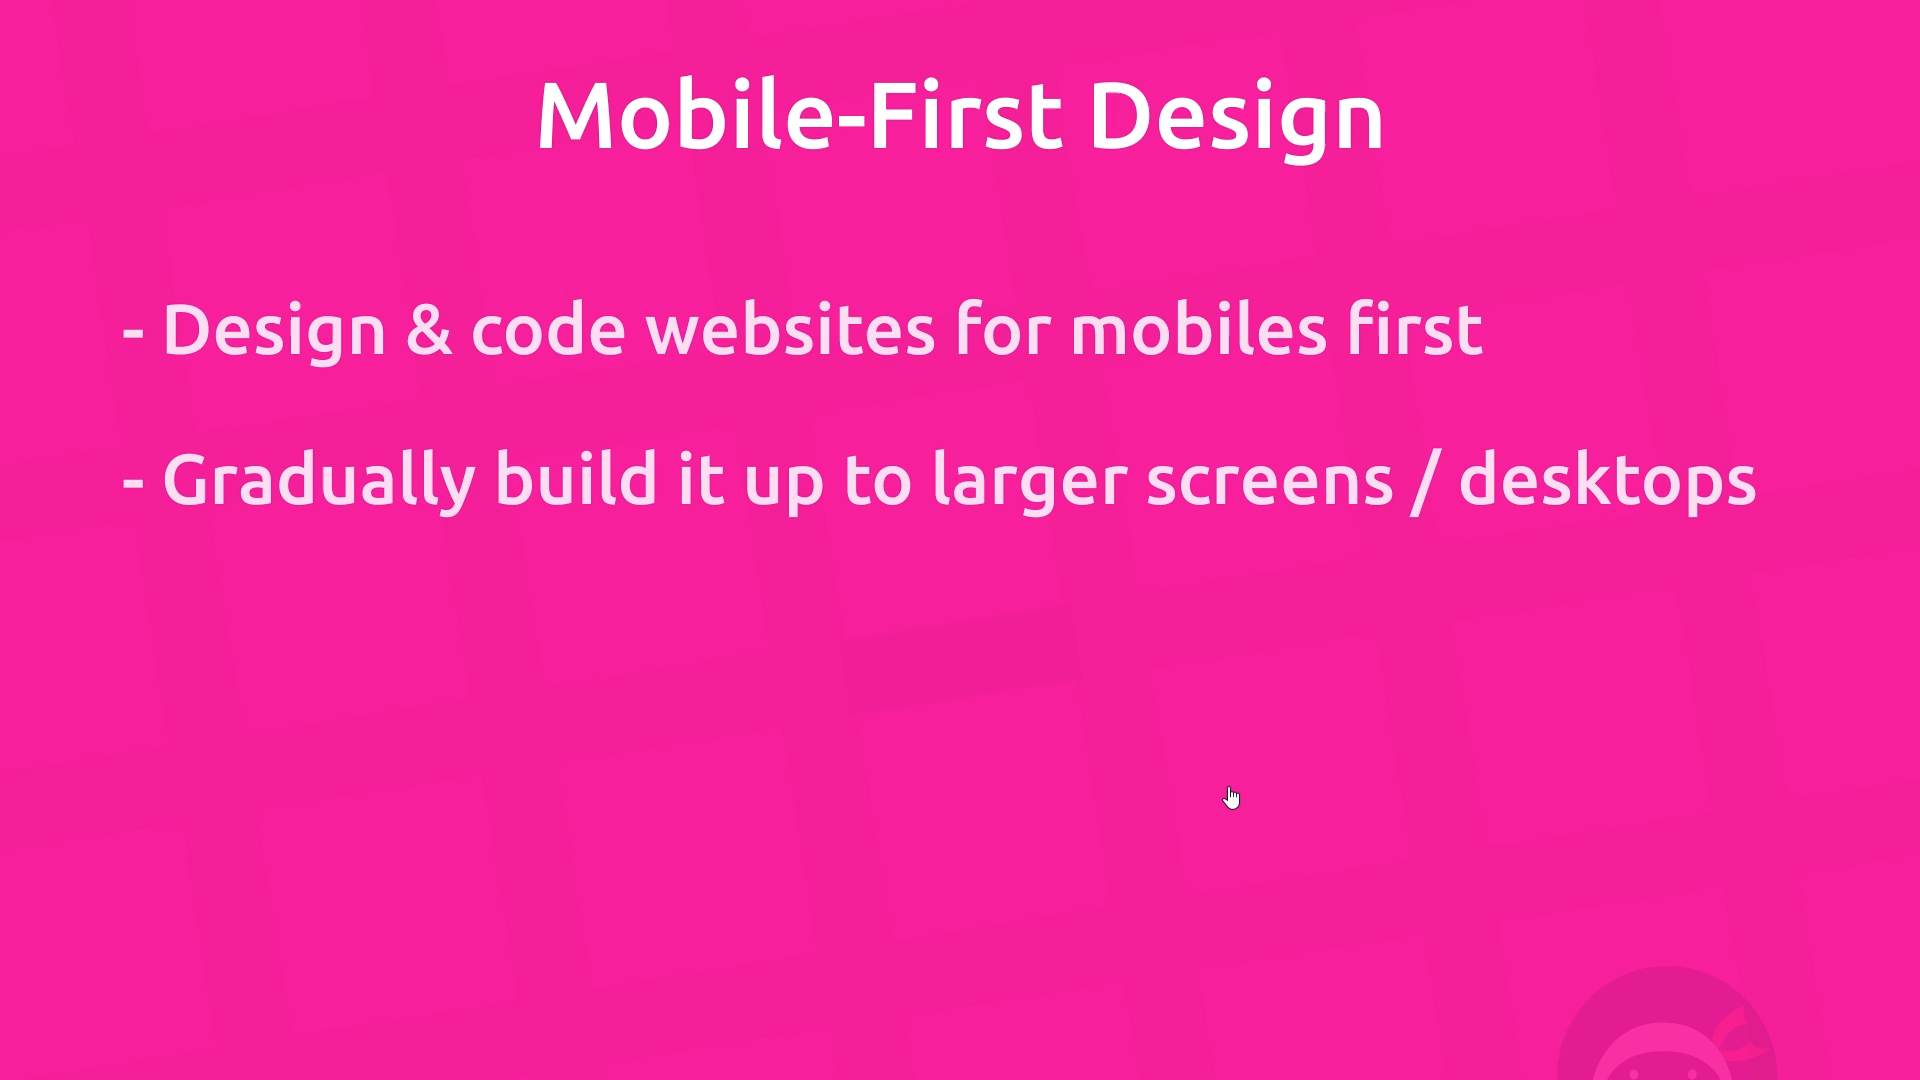 Mobile-First Design
- Design & code websites for mobiles first
- Gradually build it up to larger screens / desktops